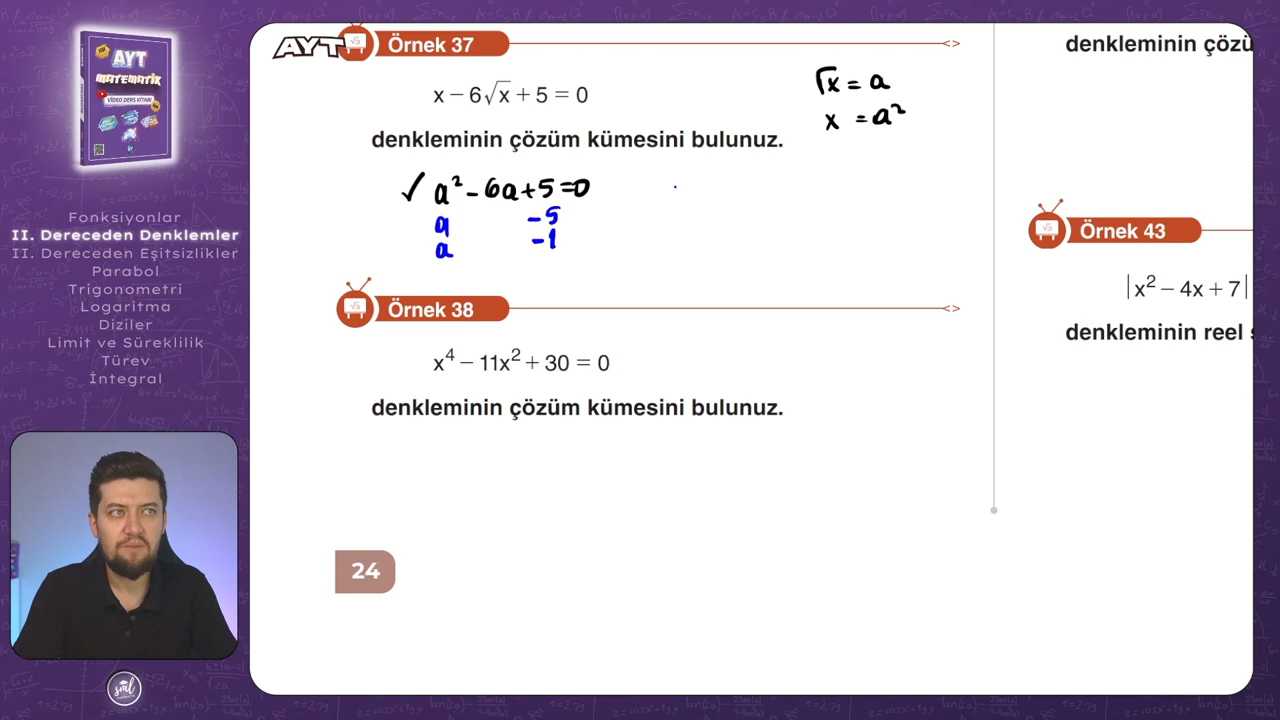 AYT
MATEMATİK
VİDEO DERS KİTABI
Fonksiyonlar
II. Dereceden Denklemler
II. Dereceden Eşitsizlikler
Parabol
Trigonometri
Logaritma
Diziler
Limit ve Süreklilik
Türev
İntegral
sml
AYT
Örnek 37
x − 6√x + 5 = 0
denkleminin çözüm kümesini bulunuz.
√x = a
x = a²
✓ a² - 6a + 5 = 0
a -5
a -1
Örnek 38
x⁴ − 11x² + 30 = 0
denkleminin çözüm kümesini bulunuz.
24
denkleminin çözü
Örnek 43
|x² − 4x + 7|
denkleminin reel s